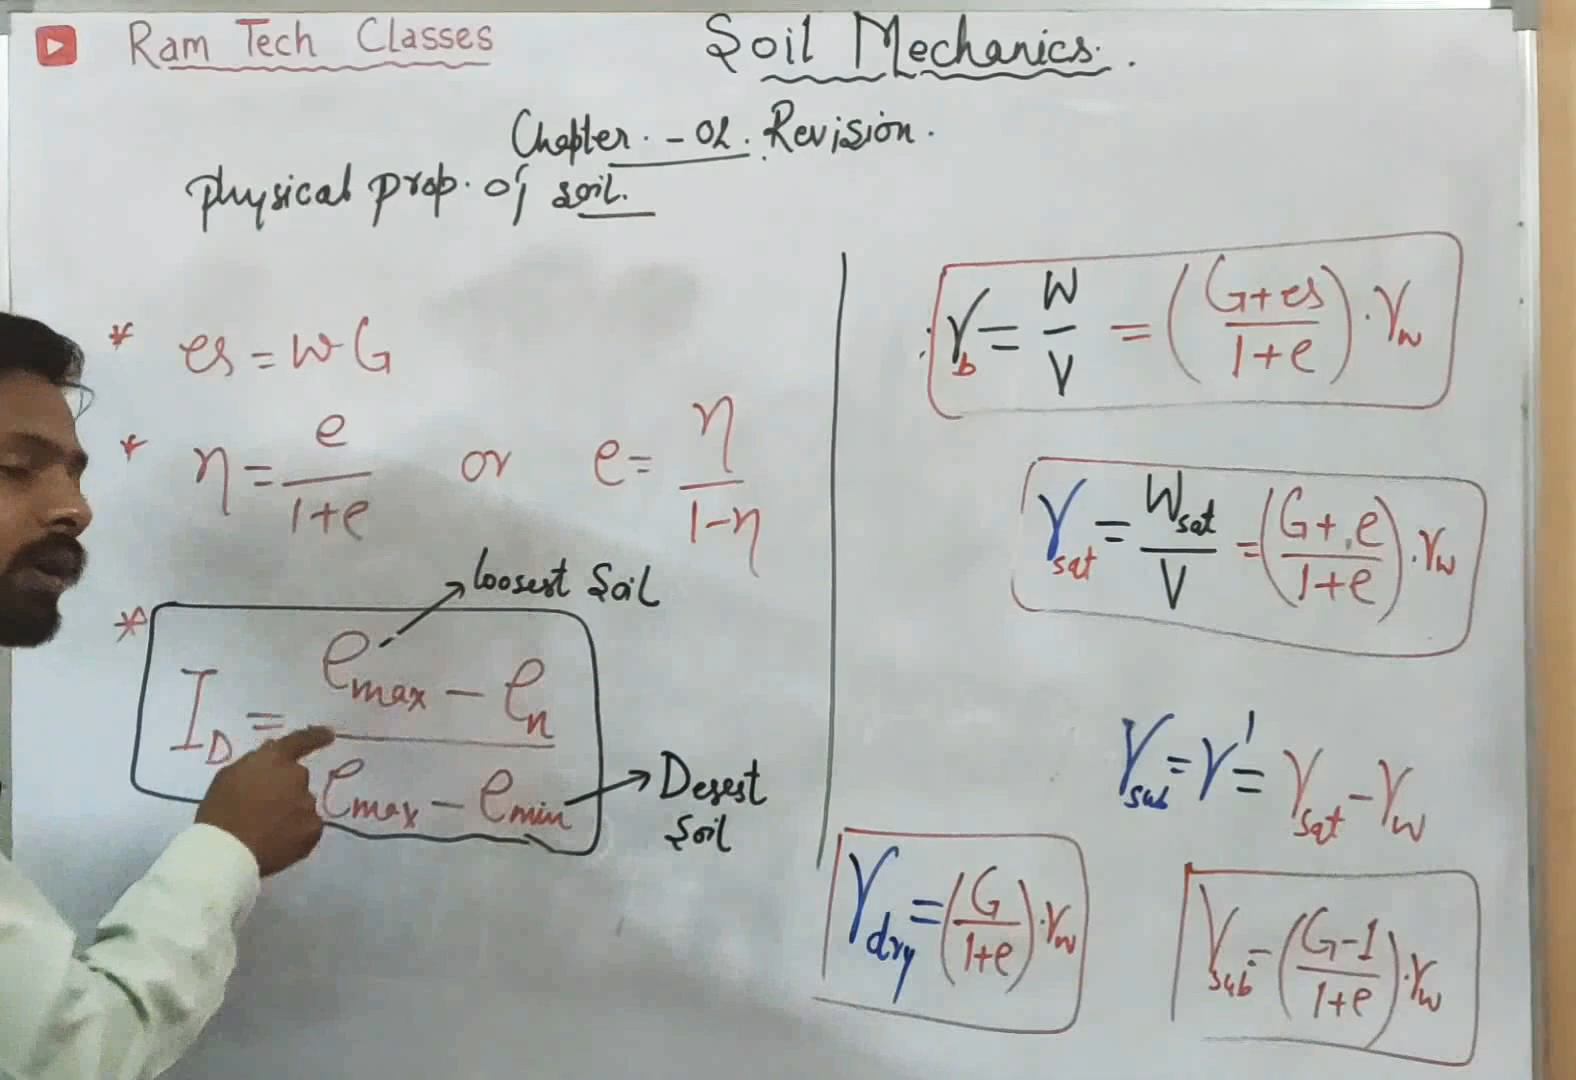 Ram Tech Classes
Soil Mechanics.
Chapter. - 02. Revision.
Physical prop. of soil.
* es = wG
* η = e/(1+e) or e = η/(1-η)
loosest Soil
* I_D = (e_max - e_n)/(e_max - e_min)
Desest
Soil
γ_b = W/V = ((G+es)/(1+e)) . γ_w
γ_sat = W_sat/V = ((G+e)/(1+e)) . γ_w
γ_sub = γ' = γ_sat - γ_w
γ_dry = (G/(1+e)) . γ_w
γ_sub = ((G-1)/(1+e)) . γ_w